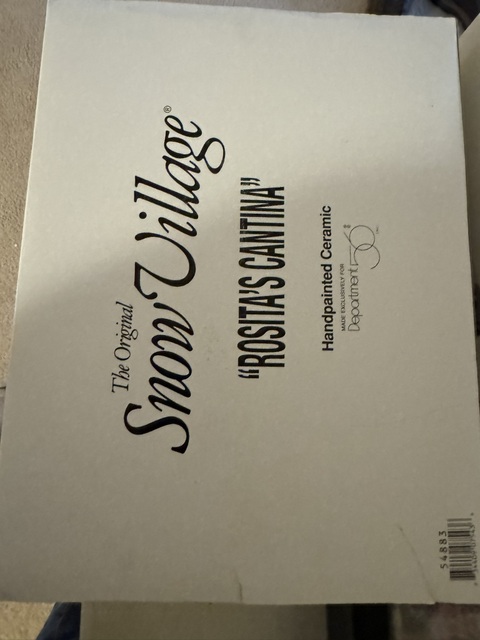 The Original
Snow Village®
"ROSITA'S CANTINA"
Handpainted Ceramic
MADE EXCLUSIVELY FOR
Department 56
54883